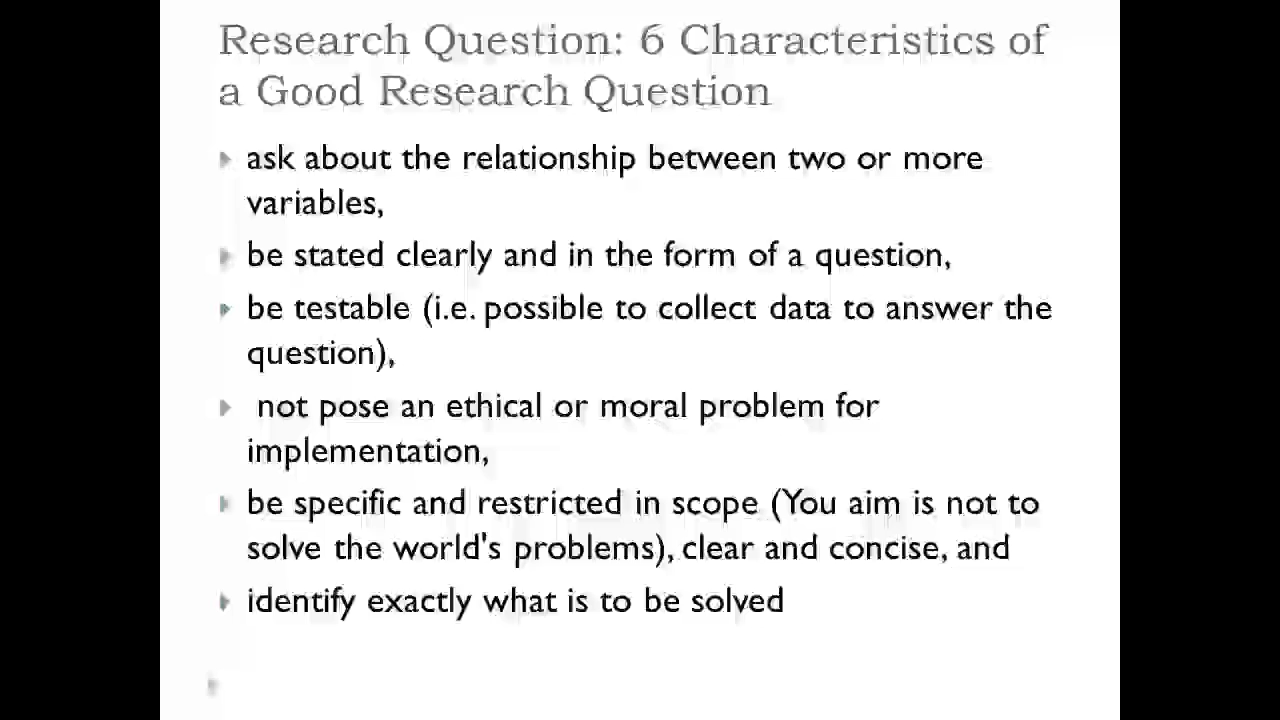 Research Question: 6 Characteristics of
a Good Research Question
ask about the relationship between two or more
variables,
be stated clearly and in the form of a question,
be testable (i.e. possible to collect data to answer the
question),
not pose an ethical or moral problem for
implementation,
be specific and restricted in scope (You aim is not to
solve the world's problems), clear and concise, and
identify exactly what is to be solved